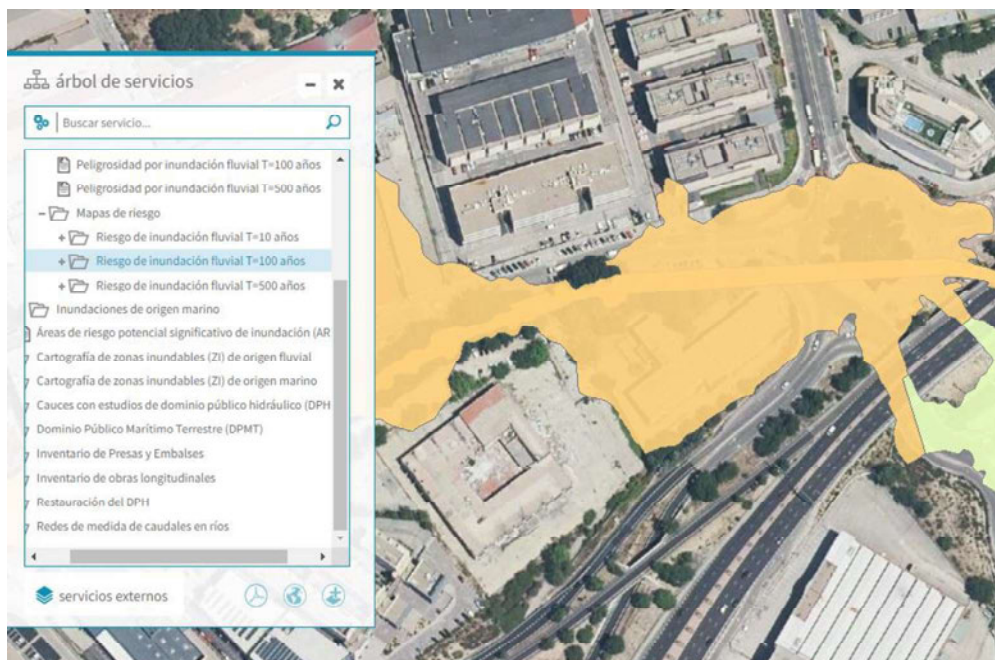 árbol de servicios
Buscar servicio...
Peligrosidad por inundación fluvial T=100 años
Peligrosidad por inundación fluvial T=500 años
Mapas de riesgo
Riesgo de inundación fluvial T=10 años
Riesgo de inundación fluvial T=100 años
Riesgo de inundación fluvial T=500 años
Inundaciones de origen marino
Áreas de riesgo potencial significativo de inundación (AR
Cartografía de zonas inundables (ZI) de origen fluvial
Cartografía de zonas inundables (ZI) de origen marino
Cauces con estudios de dominio público hidráulico (DPH
Dominio Público Marítimo Terrestre (DPMT)
Inventario de Presas y Embalses
Inventario de obras longitudinales
Restauración del DPH
Redes de medida de caudales en ríos
servicios externos